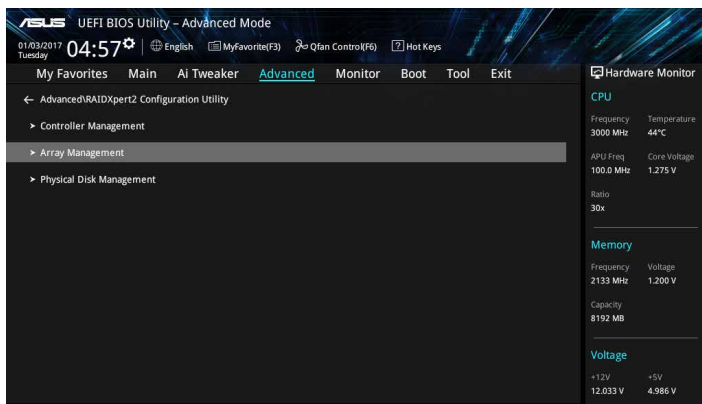 ASUS UEFI BIOS Utility – Advanced Mode
01/03/2017
Tuesday
04:57
English
MyFavorite(F3)
Qfan Control(F6)
? Hot Keys
My Favorites Main Ai Tweaker Advanced Monitor Boot Tool Exit
← Advanced\RAIDXpert2 Configuration Utility
> Controller Management
> Array Management
> Physical Disk Management
Hardware Monitor
CPU
Frequency Temperature
3000 MHz 44°C
APU Freq Core Voltage
100.0 MHz 1.275 V
Ratio
30x
Memory
Frequency Voltage
2133 MHz 1.200 V
Capacity
8192 MB
Voltage
+12V +5V
12.033 V 4.986 V